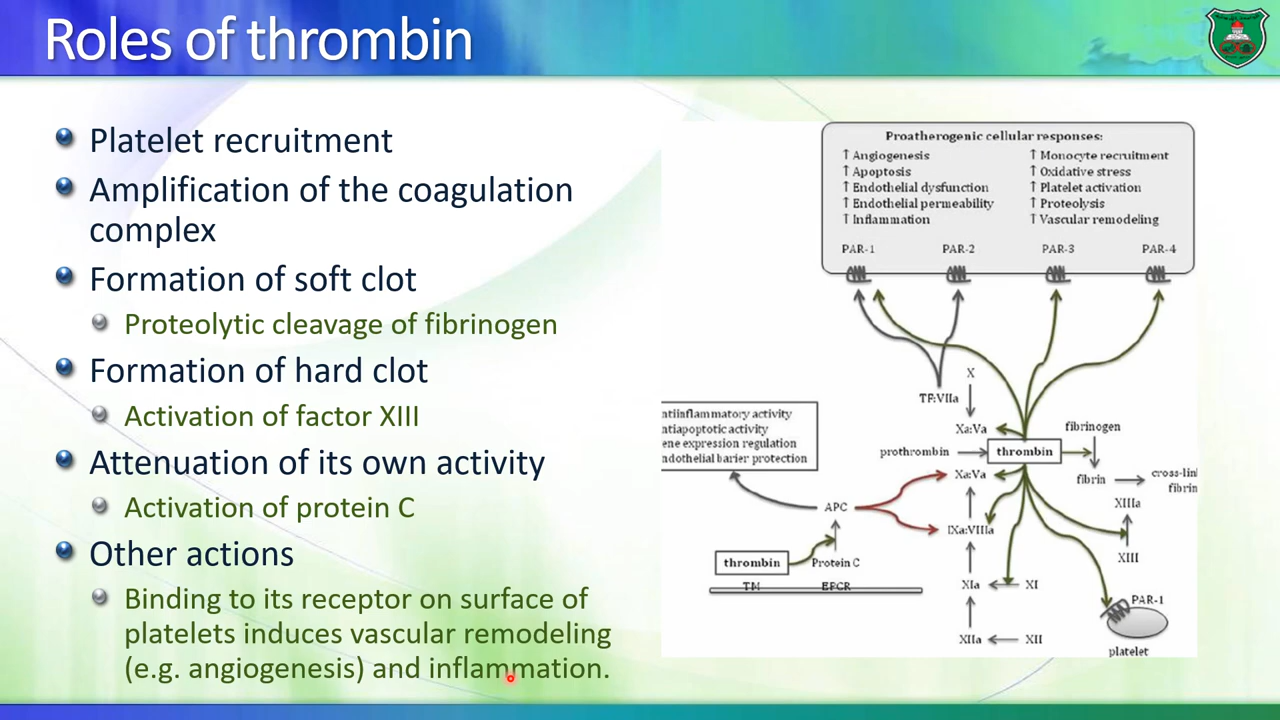 Roles of thrombin
Platelet recruitment
Amplification of the coagulation
complex
Formation of soft clot
Proteolytic cleavage of fibrinogen
Formation of hard clot
Activation of factor XIII
Attenuation of its own activity
Activation of protein C
Other actions
Binding to its receptor on surface of
platelets induces vascular remodeling
(e.g. angiogenesis) and inflammation.
Proatherogenic cellular responses:
↑ Angiogenesis
↑ Apoptosis
↑ Endothelial dysfunction
↑ Endothelial permeability
↑ Inflammation
↑ Monocyte recruitment
↑ Oxidative stress
↑ Platelet activation
↑ Proteolysis
↑ Vascular remodeling
PAR-1 PAR-2 PAR-3 PAR-4
X
TF:VIIa
Xa:Va
fibrinogen
prothrombin
thrombin
Xa:Va
fibrin
cross-lin
fibrin
ntiinflammatory activity
ntiapoptotic activity
ene expression regulation
ndothelial barier protection
APC
XIIIa
IXa:VIIIa
thrombin
Protein C
XIII
TM
EPCR
XIa
XI
PAR-1
XIIa
XII
platelet